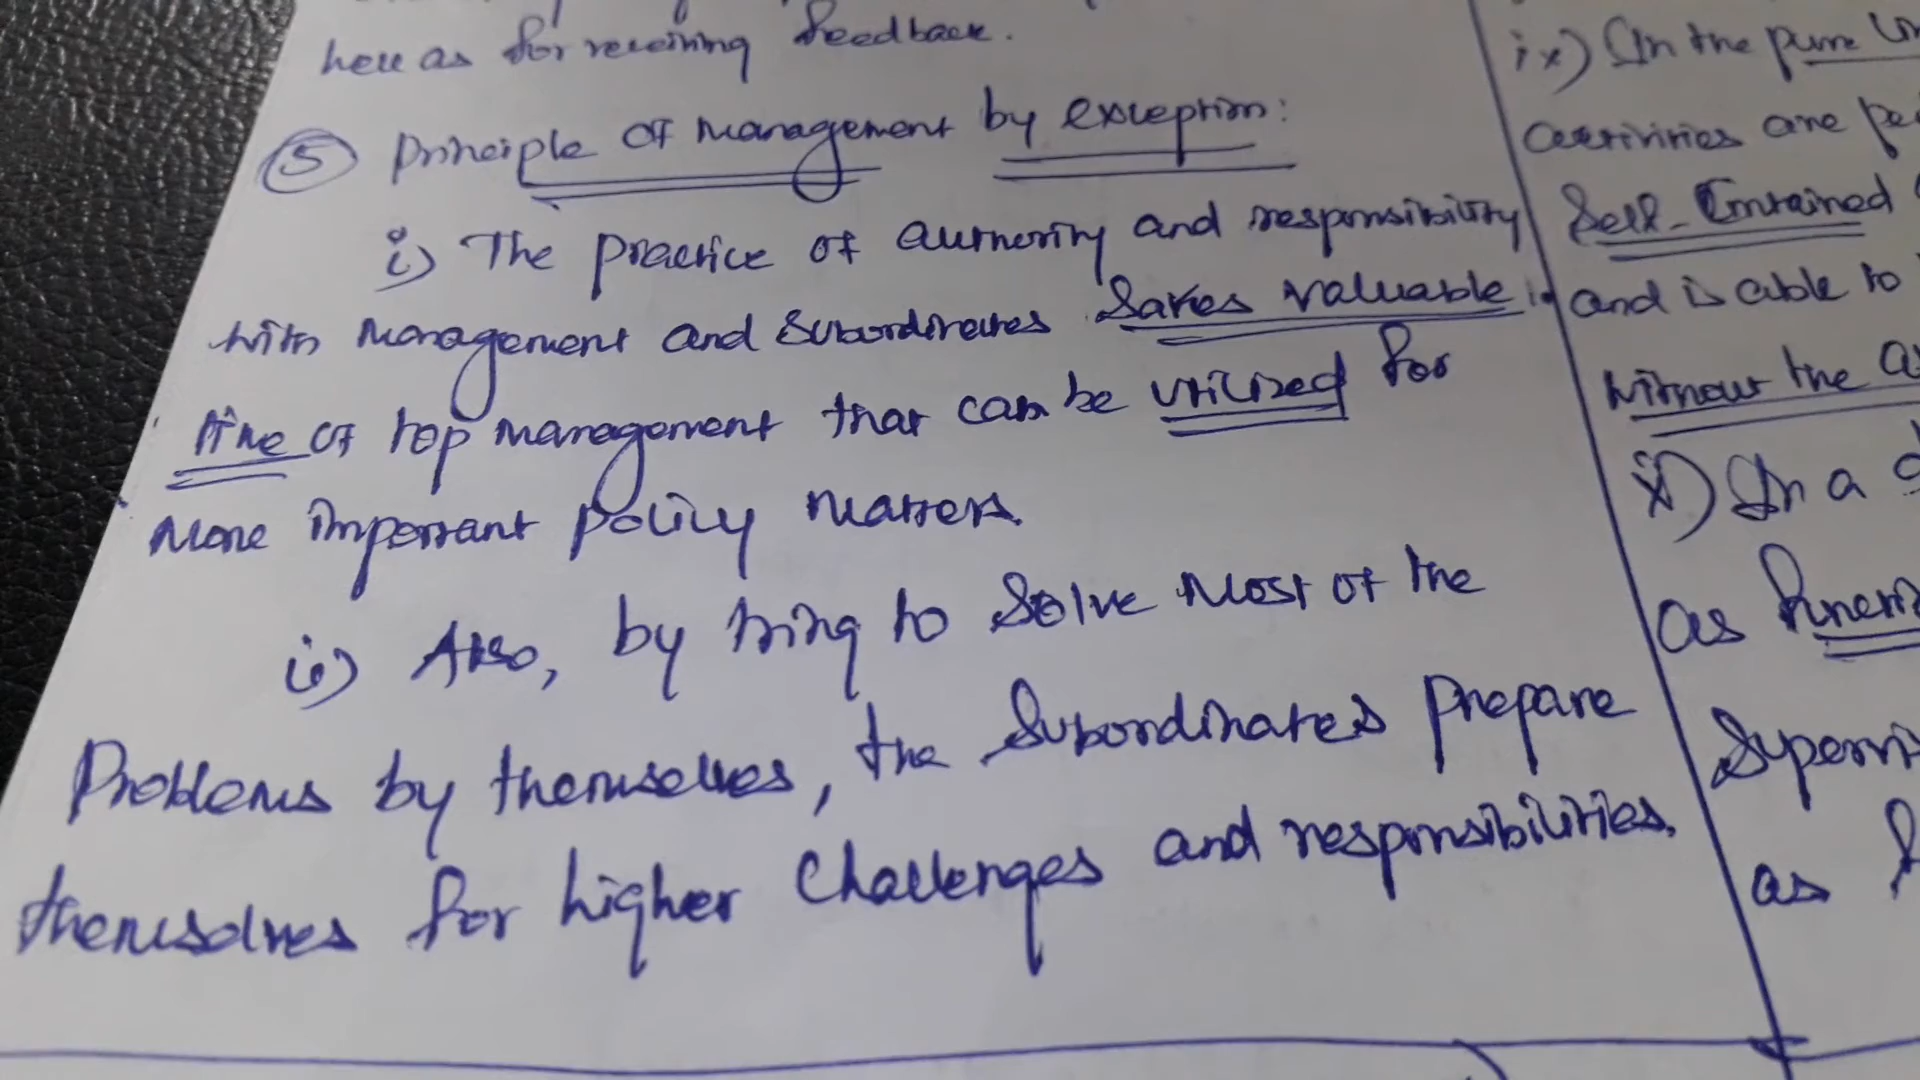 here as for receiving feedback.
5 Principle of Management by exception:
i) The practice of authority and responsibility
with Management and Subordinates Saves valuable
time of top management that can be utilized for
More important policy Matters.
ii) Also, by tring to Solve Most of the
Problems by themselves, the Subordinates Prepare
themselves for higher Challenges and responsibilities.
ix) In the pure
activities are
Self-Contained
and is able to
without the
x) In a
as
as